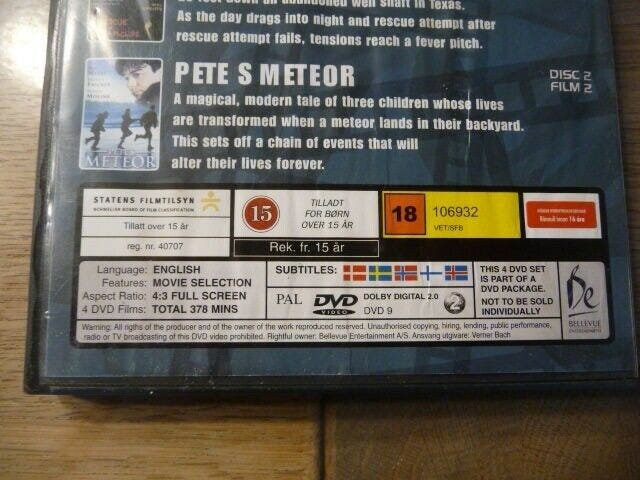 As the day drags into night and rescue attempt after
rescue attempt fails, tensions reach a fever pitch.
PETE S METEOR
DISC 2
FILM 2
A magical, modern tale of three children whose lives
are transformed when a meteor lands in their backyard.
This sets off a chain of events that will
after their lives forever.
METEOR
STATENS FILMTILSYN
NORWEGIAN BOARD OF FILM CLASSIFICATION
Tillatt over 15 år
reg. nr. 40707
15
TILLADT
FOR BØRN
OVER 15 ÅR
Rek. fr. 15 år
18
106932
VET/SFB
Language: ENGLISH
Features: MOVIE SELECTION
Aspect Ratio: 4:3 FULL SCREEN
4 DVD Films: TOTAL 378 MINS
SUBTITLES:
PAL
DVD
VIDEO
DOLBY DIGITAL 2.0
DVD 9
2
THIS 4 DVD SET
IS PART OF A
DVD PACKAGE.
NOT TO BE SOLD
INDIVIDUALLY
Be
BELLEVUE
ENTERTAINMENT
Warning: All rigths of the producer and of the owner of the work reproduced reserved. Unauthorised copying, hiring, lending, public performance,
radio or TV broadcasting of this DVD video prohibited. Rightful owner: Bellevue Entertainment A/S. Ansvarig utgivare: Verner Bach